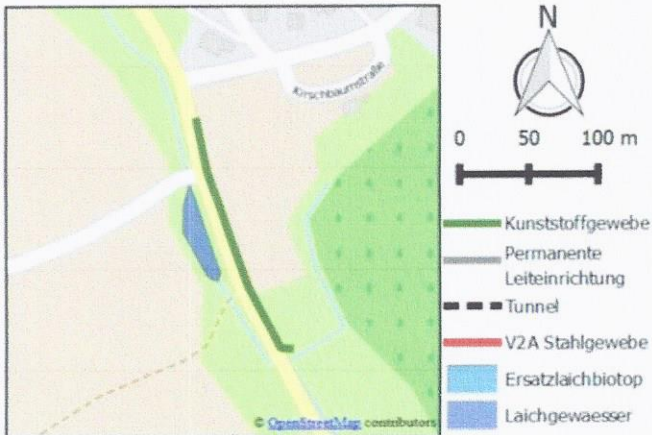 Kirschbaumstraße
© OpenStreetMap contributors
N
0 50 100 m
Kunststoffgewebe
Permanente
Leiteinrichtung
Tunnel
V2A Stahlgewebe
Ersatzlaichbiotop
Laichgewaesser